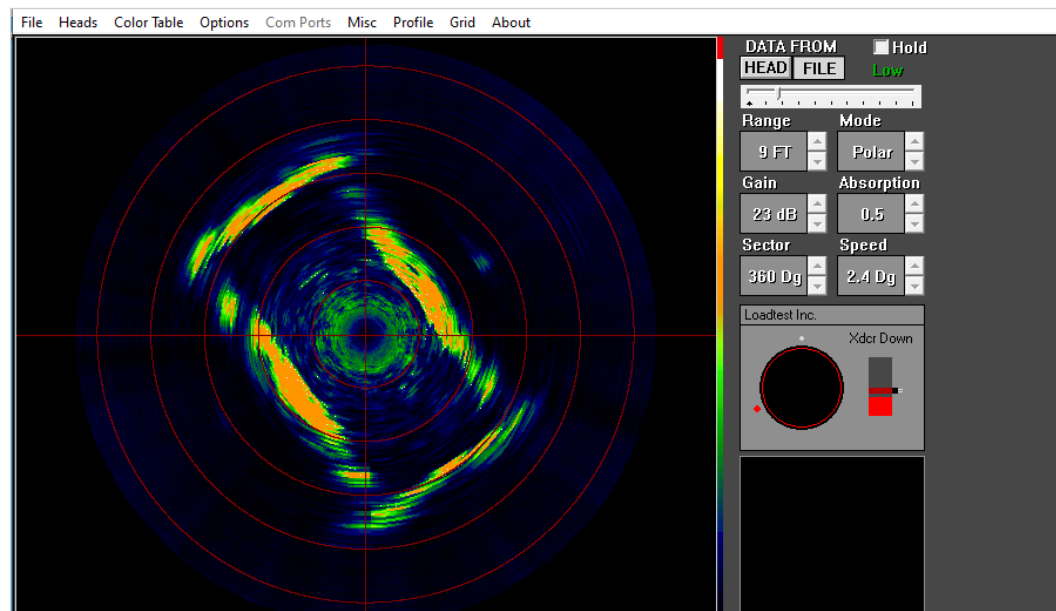 File Heads Color Table Options Com Ports Misc Profile Grid About
DATA FROM Hold
HEAD FILE Low
Range Mode
9 FT Polar
Gain Absorption
23 dB 0.5
Sector Speed
360 Dg 2.4 Dg
Loadtest Inc.
Xdcr Down